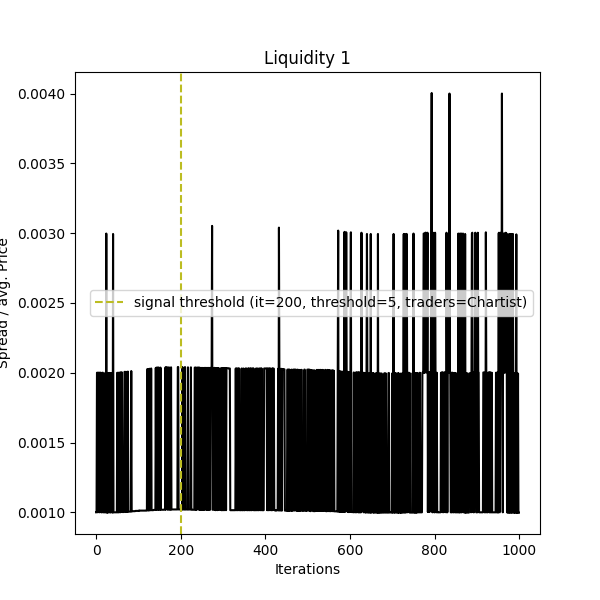 Liquidity 1
Spread / avg. Price
0.0040
0.0035
0.0030
0.0025
0.0020
0.0015
0.0010
signal threshold (it=200, threshold=5, traders=Chartist)
0 200 400 600 800 1000
Iterations